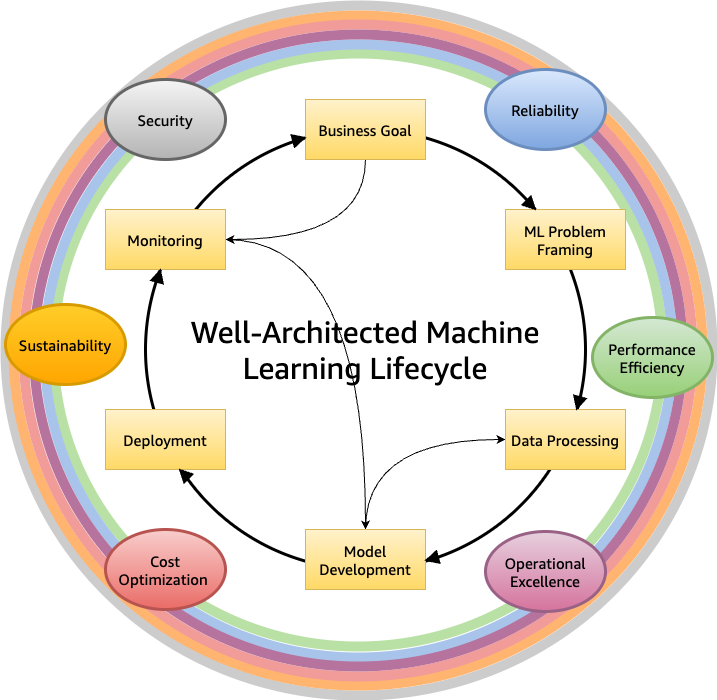 Security
Reliability
Business Goal
Monitoring
ML Problem
Framing
Well-Architected Machine
Learning Lifecycle
Sustainability
Performance
Efficiency
Deployment
Data Processing
Model
Development
Cost
Optimization
Operational
Excellence